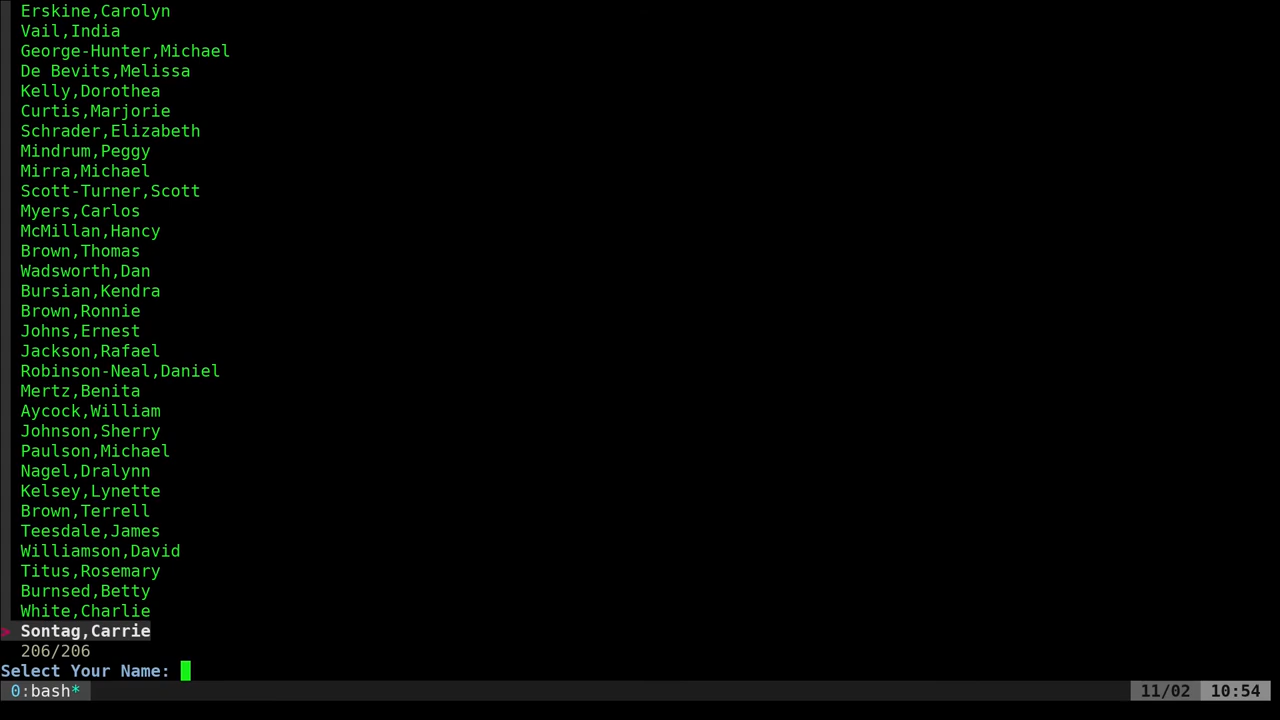 Erskine,Carolyn
Vail,India
George-Hunter,Michael
De Bevits,Melissa
Kelly,Dorothea
Curtis,Marjorie
Schrader,Elizabeth
Mindrum,Peggy
Mirra,Michael
Scott-Turner,Scott
Myers,Carlos
McMillan,Hancy
Brown,Thomas
Wadsworth,Dan
Bursian,Kendra
Brown,Ronnie
Johns,Ernest
Jackson,Rafael
Robinson-Neal,Daniel
Mertz,Benita
Aycock,William
Johnson,Sherry
Paulson,Michael
Nagel,Dralynn
Kelsey,Lynette
Brown,Terrell
Teesdale,James
Williamson,David
Titus,Rosemary
Burnsed,Betty
White,Charlie
> Sontag,Carrie
206/206
Select Your Name:
0:bash* 11/02 10:54